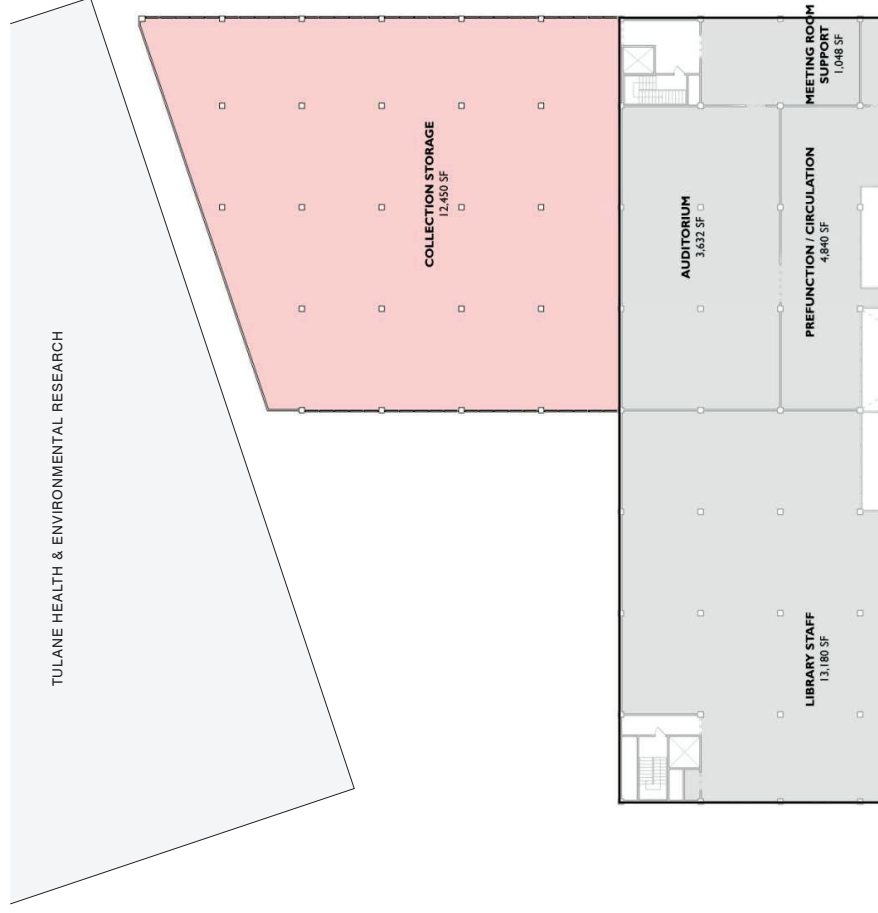 TULANE HEALTH & ENVIRONMENTAL RESEARCH
COLLECTION STORAGE
12,450 SF
AUDITORIUM
3,632 SF
MEETING ROOM
SUPPORT
1,048 SF
PREFUNCTION / CIRCULATION
4,840 SF
LIBRARY STAFF
13,180 SF